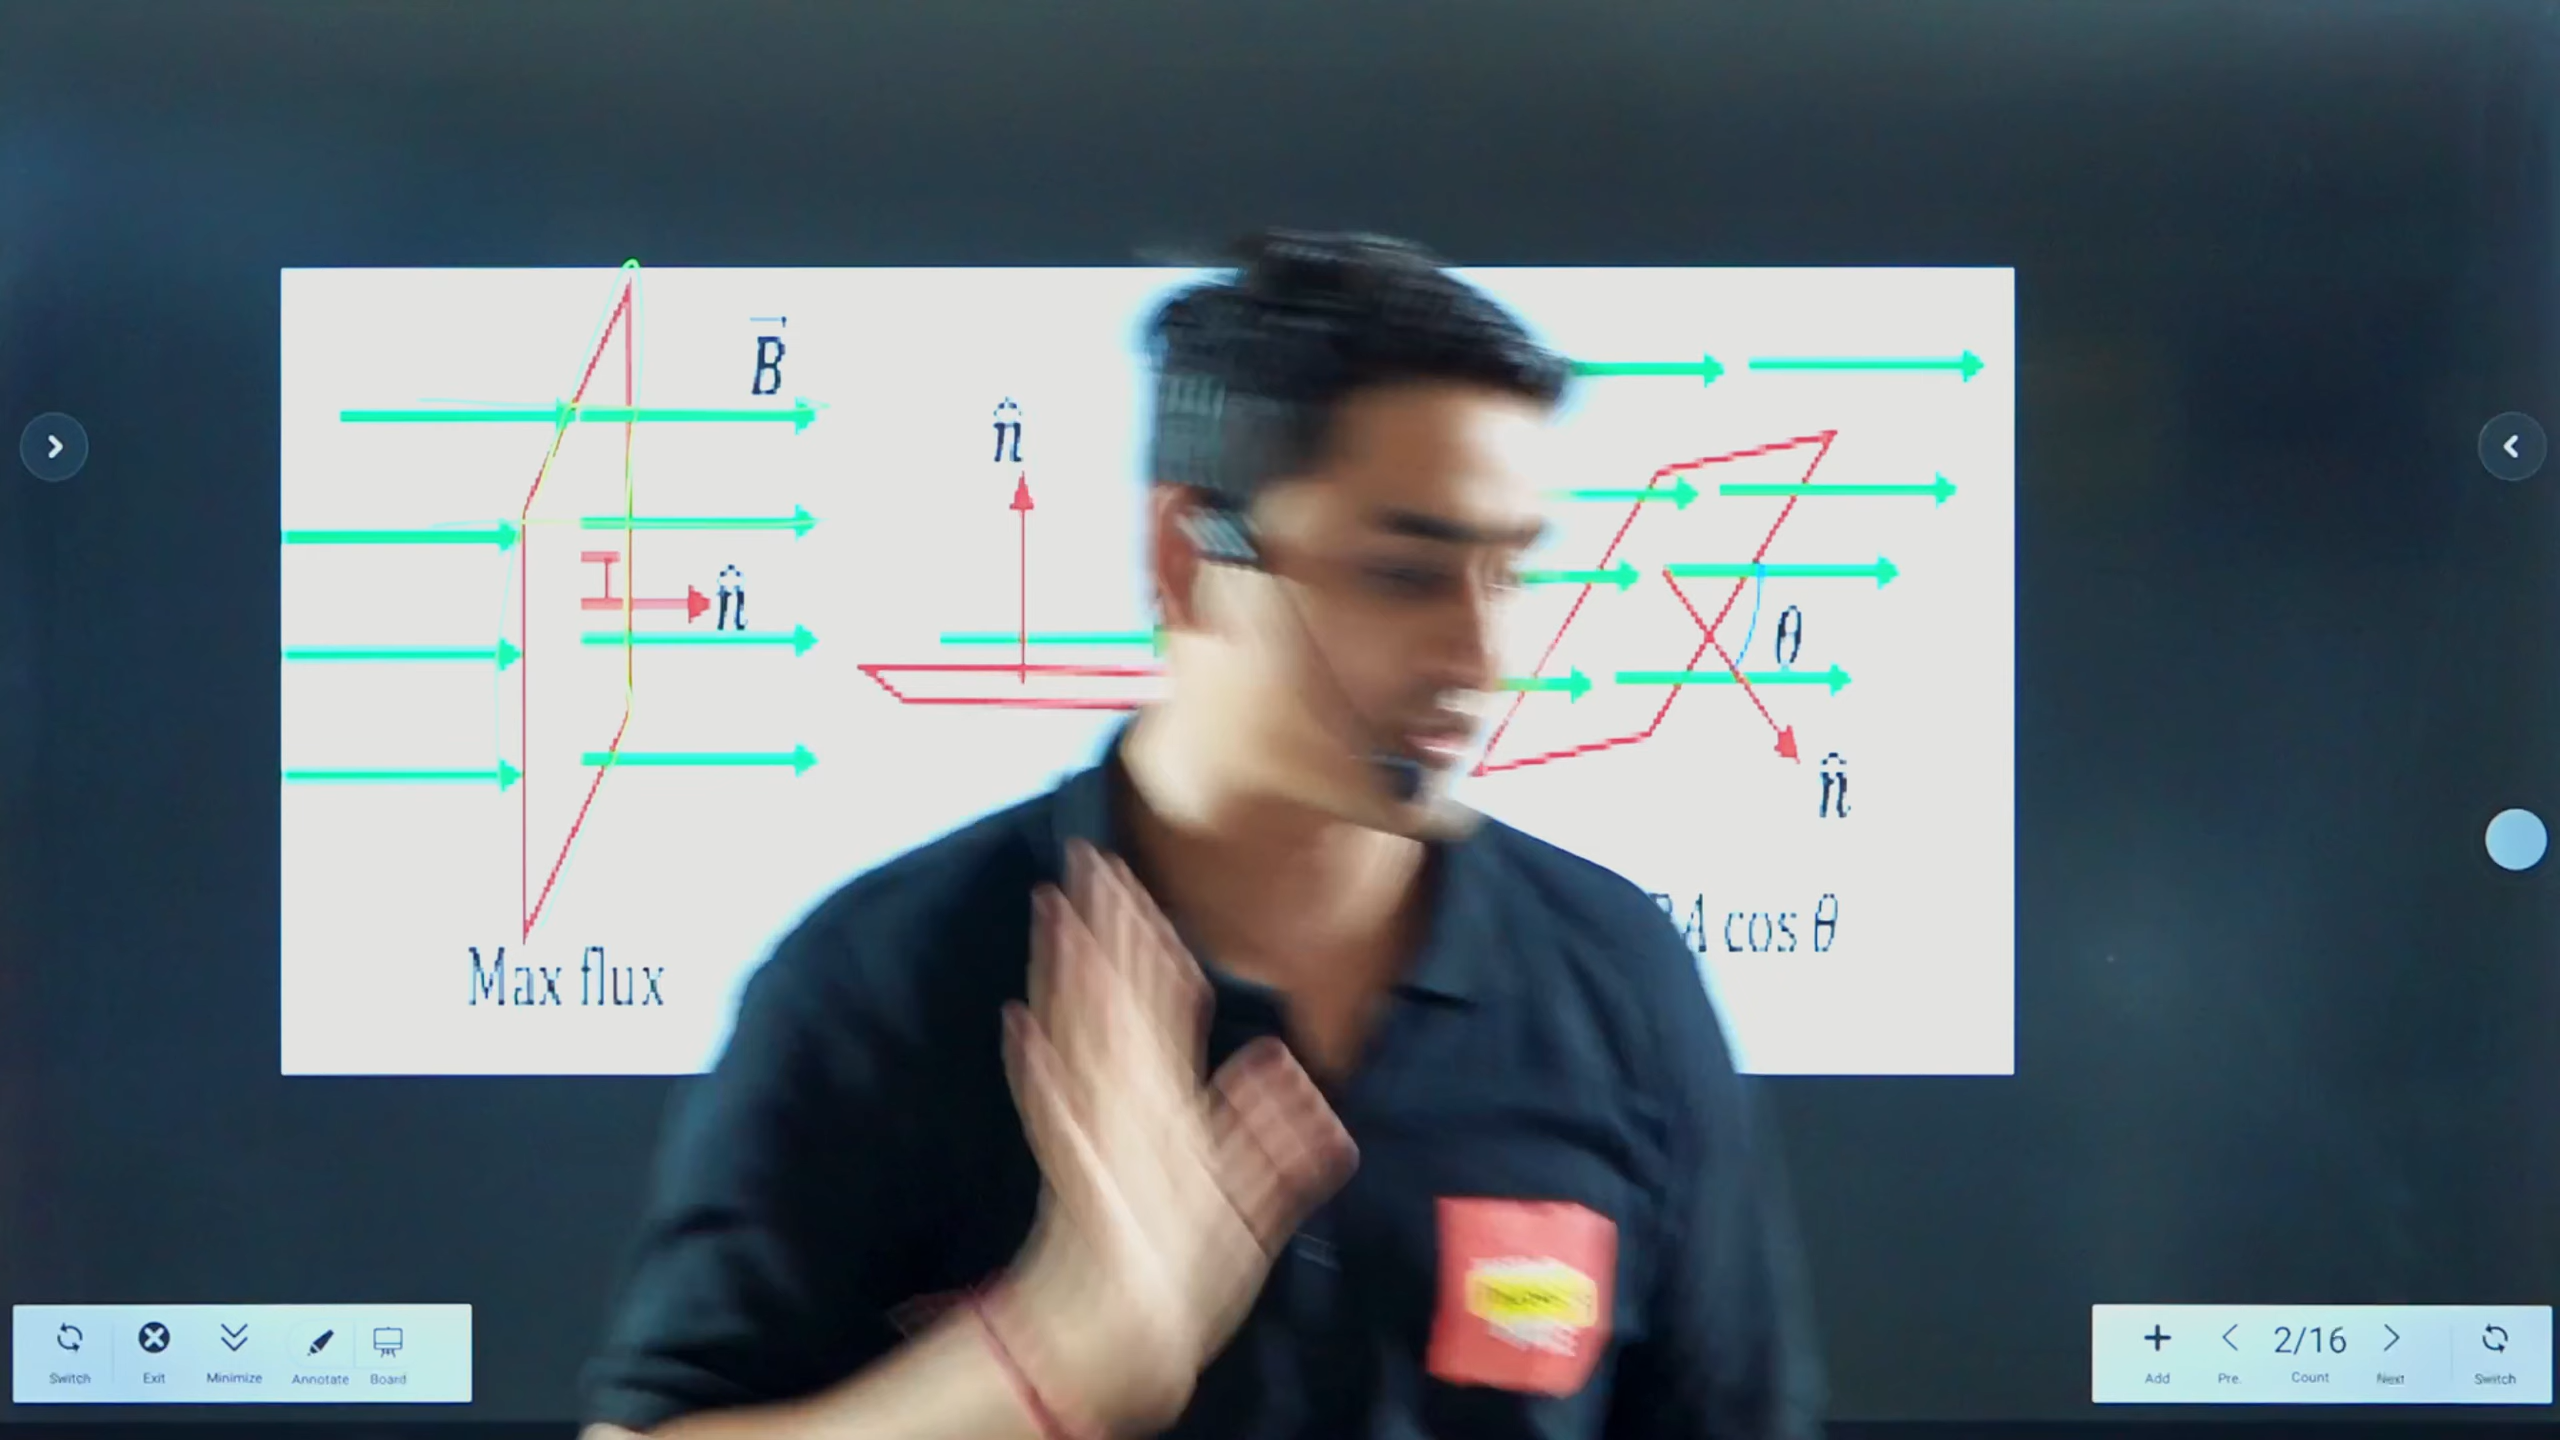 B⃗
n̂
n̂
θ
n̂
Max flux
A cos θ
Switch
Exit
Minimize
Annotate
Board
Add
Pre.
2/16
Count
Next
Switch